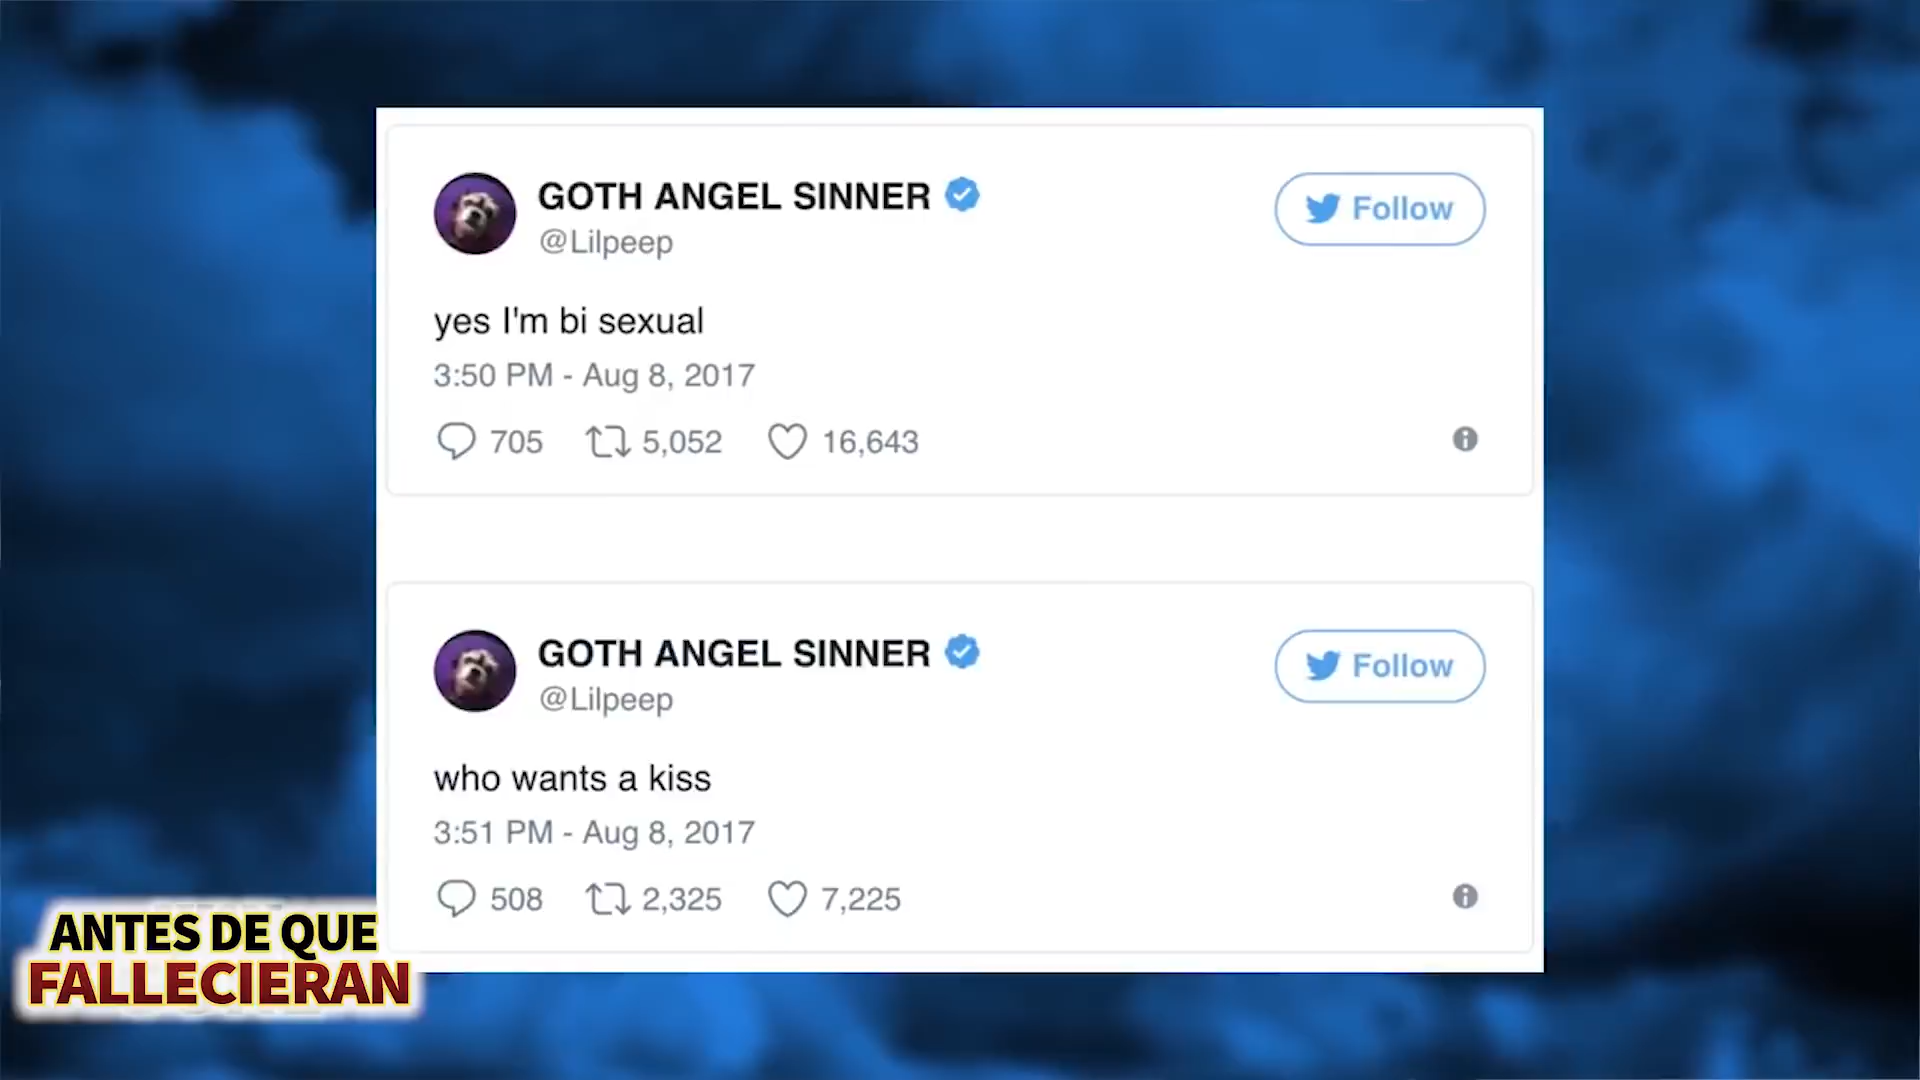 GOTH ANGEL SINNER
Follow
@Lilpeep
yes I'm bi sexual
3:50 PM - Aug 8, 2017
705 5,052 16,643
GOTH ANGEL SINNER
Follow
@Lilpeep
who wants a kiss
3:51 PM - Aug 8, 2017
508 2,325 7,225
ANTES DE QUE
FALLECIERAN